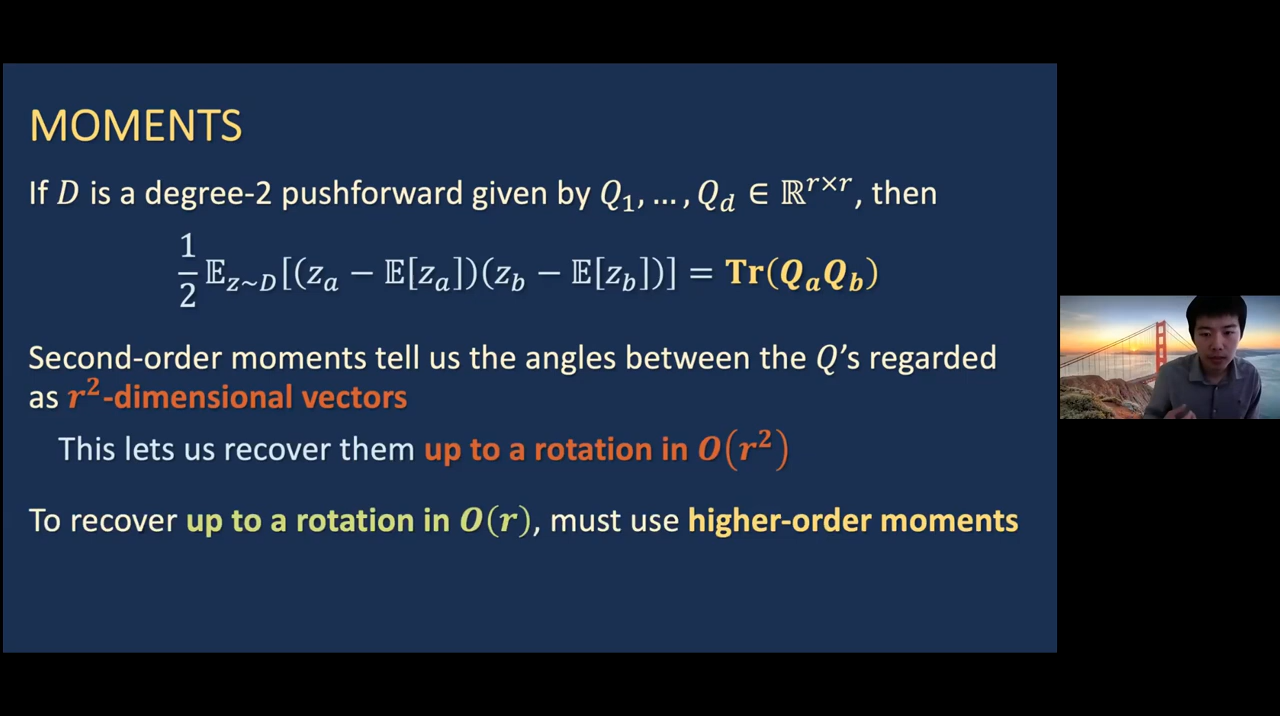 MOMENTS
If D is a degree-2 pushforward given by Q₁, …, Q_d ∈ ℝ^{r×r}, then
1/2 𝔼_{z~D}[(z_a − 𝔼[z_a])(z_b − 𝔼[z_b])] = Tr(Q_aQ_b)
Second-order moments tell us the angles between the Q's regarded
as r²-dimensional vectors
This lets us recover them up to a rotation in O(r²)
To recover up to a rotation in O(r), must use higher-order moments